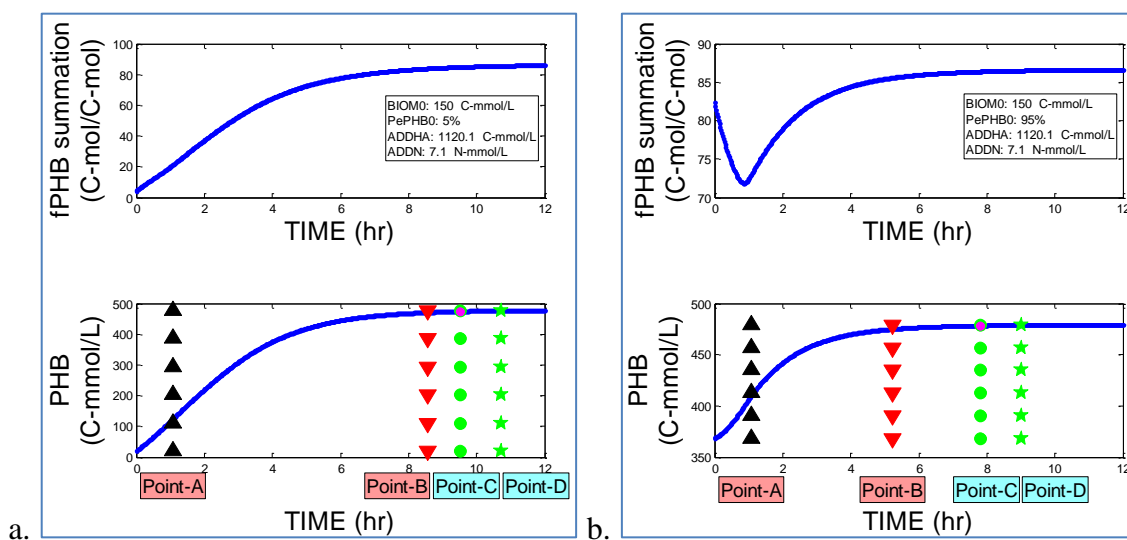 fPHB summation
(C-mol/C-mol)
100
80
60
40
20
0
BIOM0: 150 C-mmol/L
PePHB0: 5%
ADDHA: 1120.1 C-mmol/L
ADDN: 7.1 N-mmol/L
0 2 4 6 8 10 12
TIME (hr)
PHB
(C-mmol/L)
500
400
300
200
100
0
0 2 4 6 8 10 12
Point-A Point-B Point-C Point-D
TIME (hr)
a.
fPHB summation
(C-mol/C-mol)
90
85
80
75
70
BIOM0: 150 C-mmol/L
PePHB0: 95%
ADDHA: 1120.1 C-mmol/L
ADDN: 7.1 N-mmol/L
0 2 4 6 8 10 12
TIME (hr)
PHB
(C-mmol/L)
500
450
400
350
0 2 4 6 8 10 12
Point-A Point-B Point-C Point-D
TIME (hr)
b.